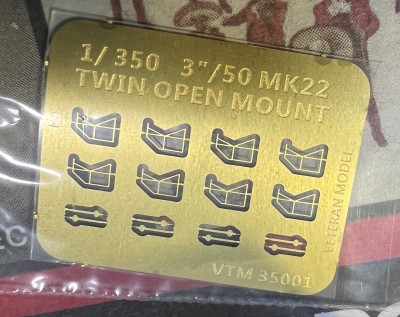 1/350 3"/50 MK22
TWIN OPEN MOUNT
VETERAN MODEL
VTM 35001